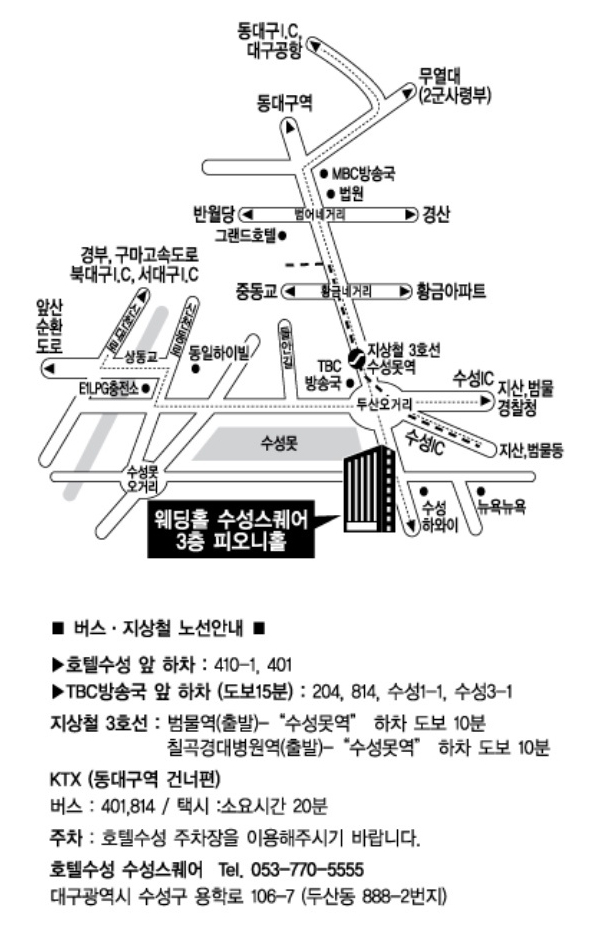 동대구I.C,
대구공항
무열대
(2군사령부)
동대구역
MBC방송국
법원
반월당
범어네거리
경산
그랜드호텔
경부, 구마고속도로
북대구I.C, 서대구I.C
중동교
황금네거리
황금아파트
앞산
순환
도로
신천대로
신천동로
상동교
동일하이빌
들안길
지상철 3호선
수성못역
TBC
방송국
E1LPG충전소
두산오거리
수성IC
지산,범물
경찰청
수성IC
지산,범물동
수성못
수성못
오거리
웨딩홀 수성스퀘어
3층 피오니홀
수성
하와이
뉴욕뉴욕
■ 버스 · 지상철 노선안내 ■
▶호텔수성 앞 하차 : 410-1, 401
▶TBC방송국 앞 하차 (도보15분) : 204, 814, 수성1-1, 수성3-1
지상철 3호선 : 범물역(출발)- “수성못역” 하차 도보 10분
칠곡경대병원역(출발)- “수성못역” 하차 도보 10분
KTX (동대구역 건너편)
버스 : 401,814 / 택시 :소요시간 20분
주차 : 호텔수성 주차장을 이용해주시기 바랍니다.
호텔수성 수성스퀘어 Tel. 053-770-5555
대구광역시 수성구 용학로 106-7 (두산동 888-2번지)